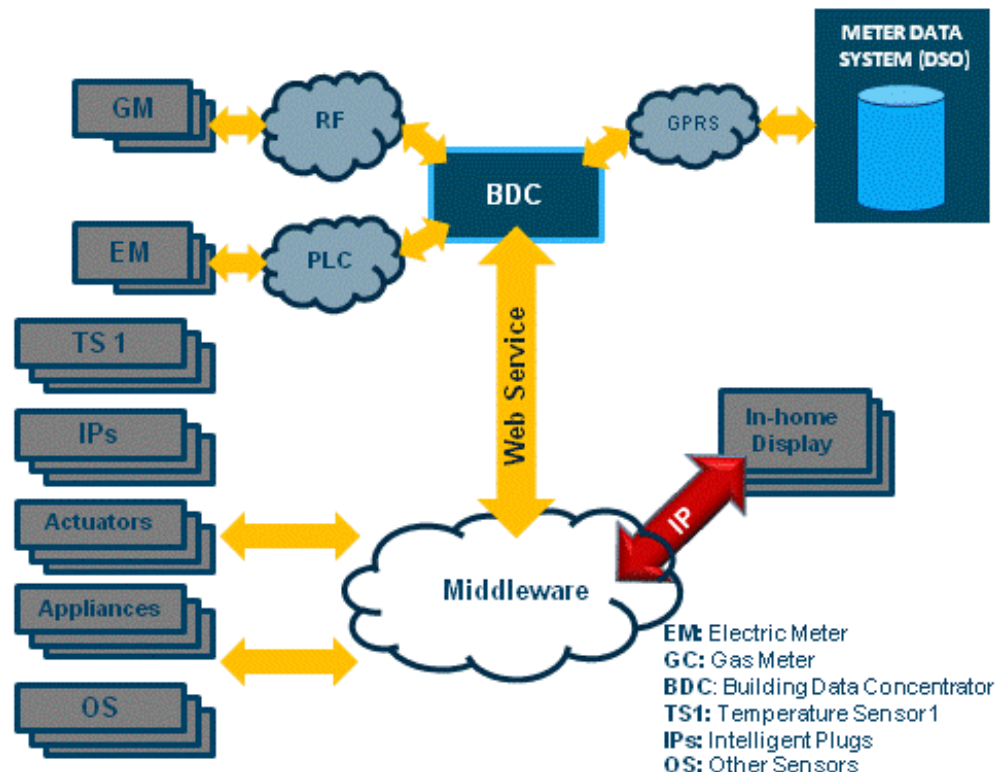 METER DATA
SYSTEM (DSO)
GM
RF
GPRS
BDC
EM
PLC
TS 1
Web Service
IPs
In-home
Display
Actuators
IP
Middleware
Appliances
OS
EM: Electric Meter
GC: Gas Meter
BDC: Building Data Concentrator
TS1: Temperature Sensor1
IPs: Intelligent Plugs
OS: Other Sensors